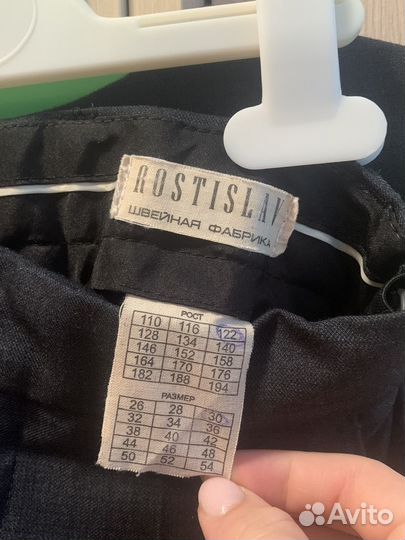 ROSTISLAV
ШВЕЙНАЯ ФАБРИКА
РОСТ
110 116 122
128 134 140
146 152 158
164 170 176
182 188 194
РАЗМЕР
26 28 30
32 34 36
38 40 42
44 46 48
50 52 54
Avito